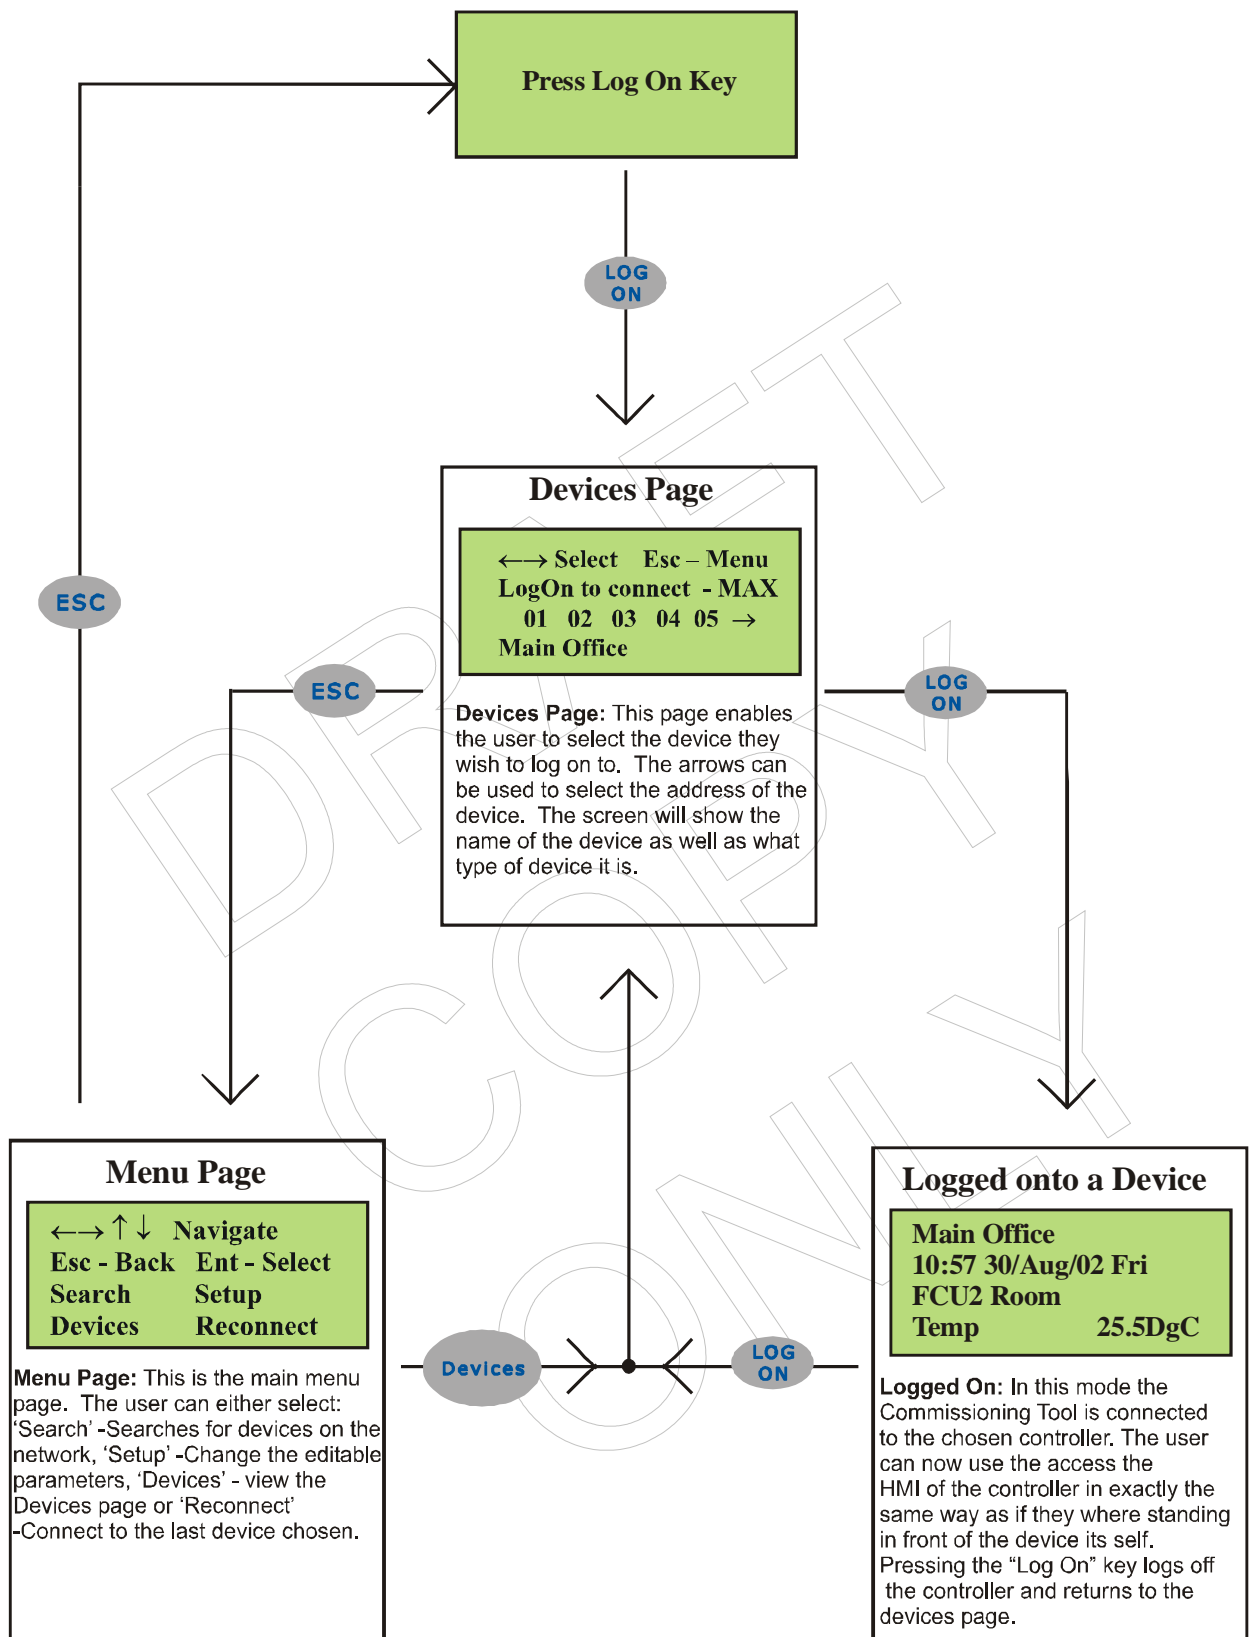 Press Log On Key
LOG
ON
Devices Page
←→ Select Esc – Menu
LogOn to connect - MAX
01 02 03 04 05 →
Main Office
ESC
ESC
LOG
ON
Devices Page: This page enables
the user to select the device they
wish to log on to. The arrows can
be used to select the address of the
device. The screen will show the
name of the device as well as what
type of device it is.
Menu Page
←→ ↑ ↓ Navigate
Esc - Back Ent - Select
Search Setup
Devices Reconnect
Menu Page: This is the main menu
page. The user can either select:
‘Search’ -Searches for devices on the
network, ‘Setup’ -Change the editable
parameters, ‘Devices’ - view the
Devices page or ‘Reconnect’
-Connect to the last device chosen.
Devices
LOG
ON
Logged onto a Device
Main Office
10:57 30/Aug/02 Fri
FCU2 Room
Temp 25.5DgC
Logged On: In this mode the
Commissioning Tool is connected
to the chosen controller. The user
can now use the access the
HMI of the controller in exactly the
same way as if they where standing
in front of the device its self.
Pressing the “Log On” key logs off
the controller and returns to the
devices page.
COPY
ONLY